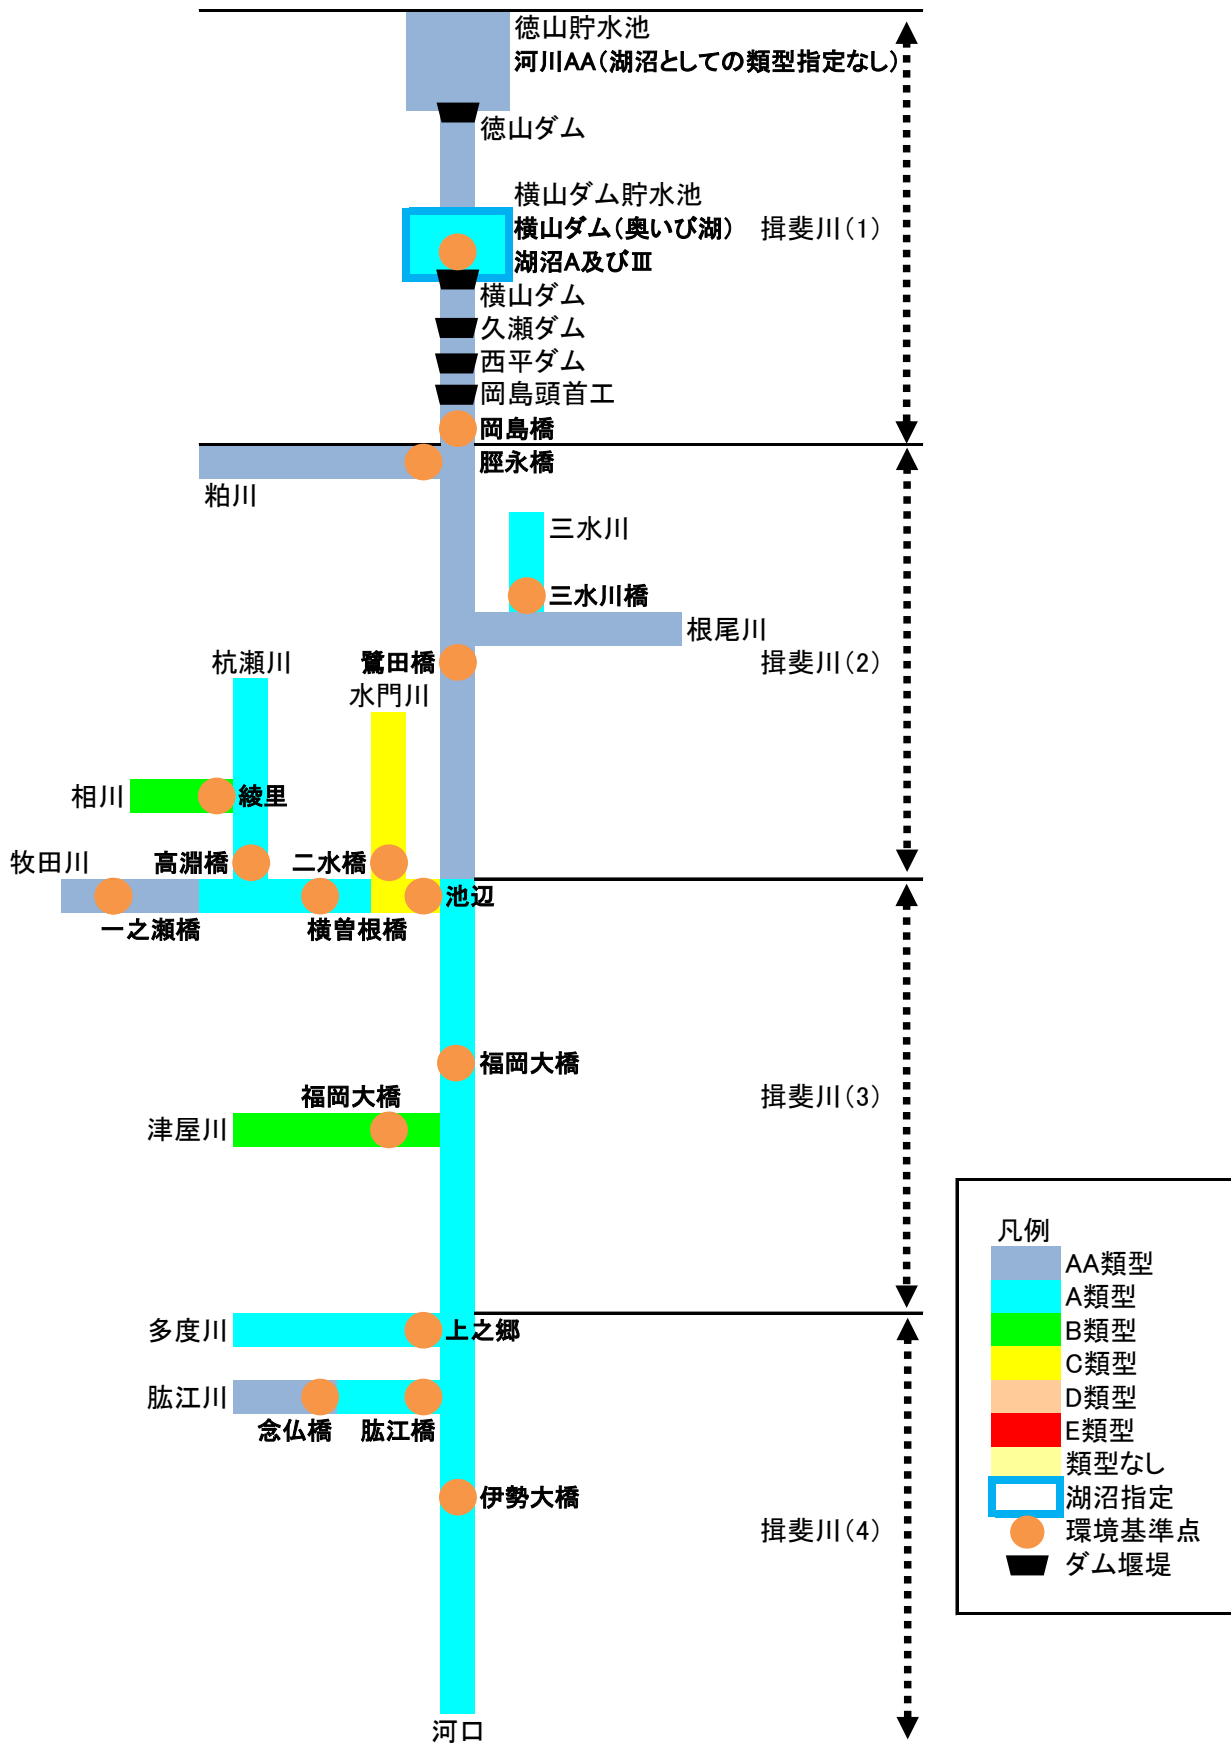 徳山貯水池
河川AA（湖沼としての類型指定なし）
徳山ダム
横山ダム貯水池
横山ダム（奥いび湖）
湖沼A及びⅢ
揖斐川（1）
横山ダム
久瀬ダム
西平ダム
岡島頭首工
岡島橋
脛永橋
粕川
三水川
三水川橋
根尾川
揖斐川（2）
杭瀬川
鷺田橋
水門川
相川
綾里
牧田川
高淵橋
二水橋
池辺
一之瀬橋
横曽根橋
福岡大橋
福岡大橋
津屋川
揖斐川（3）
多度川
上之郷
肱江川
念仏橋
肱江橋
伊勢大橋
揖斐川（4）
河口
凡例
AA類型
A類型
B類型
C類型
D類型
E類型
類型なし
湖沼指定
環境基準点
ダム堰堤